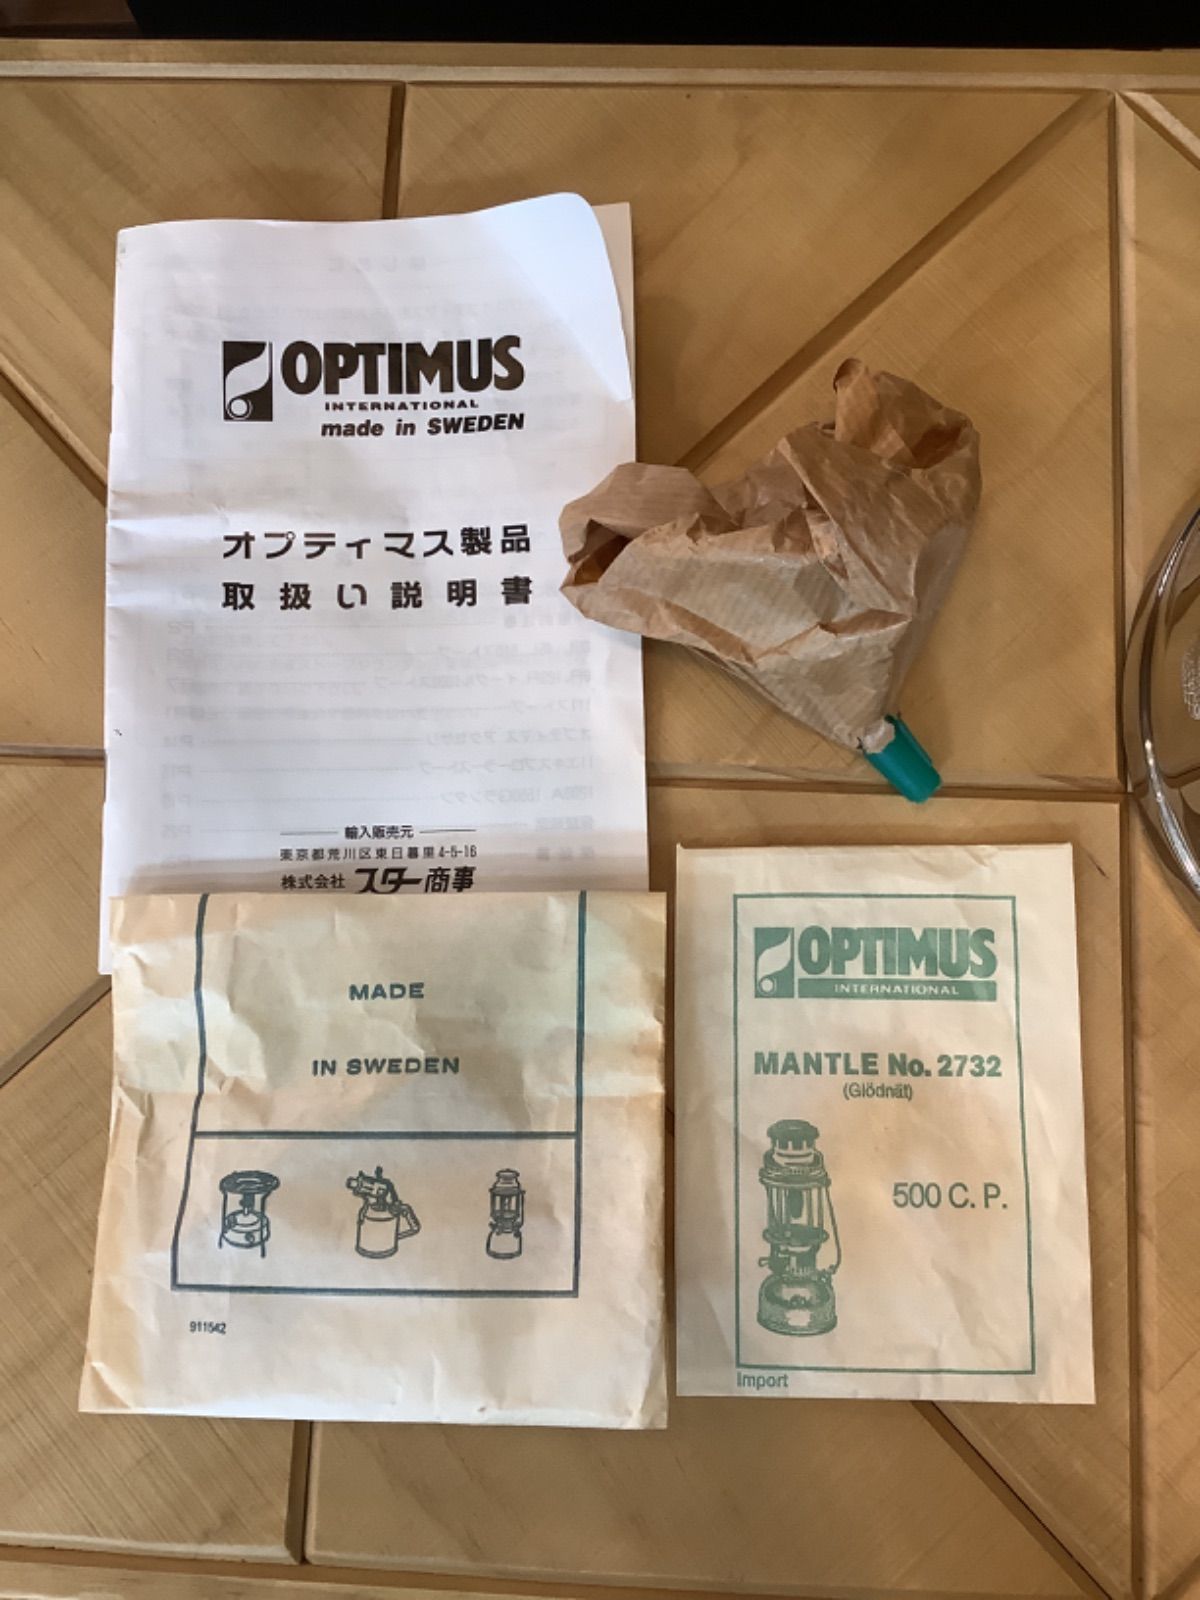 OPTIMUS
INTERNATIONAL
made in SWEDEN
オプティマス製品
取扱い説明書
輸入販売元
東京都荒川区東日暮里4-5-16
株式会社 スター商事
MADE
IN SWEDEN
911542
OPTIMUS
INTERNATIONAL
MANTLE No. 2732
(Glödnät)
500 C. P.
Import